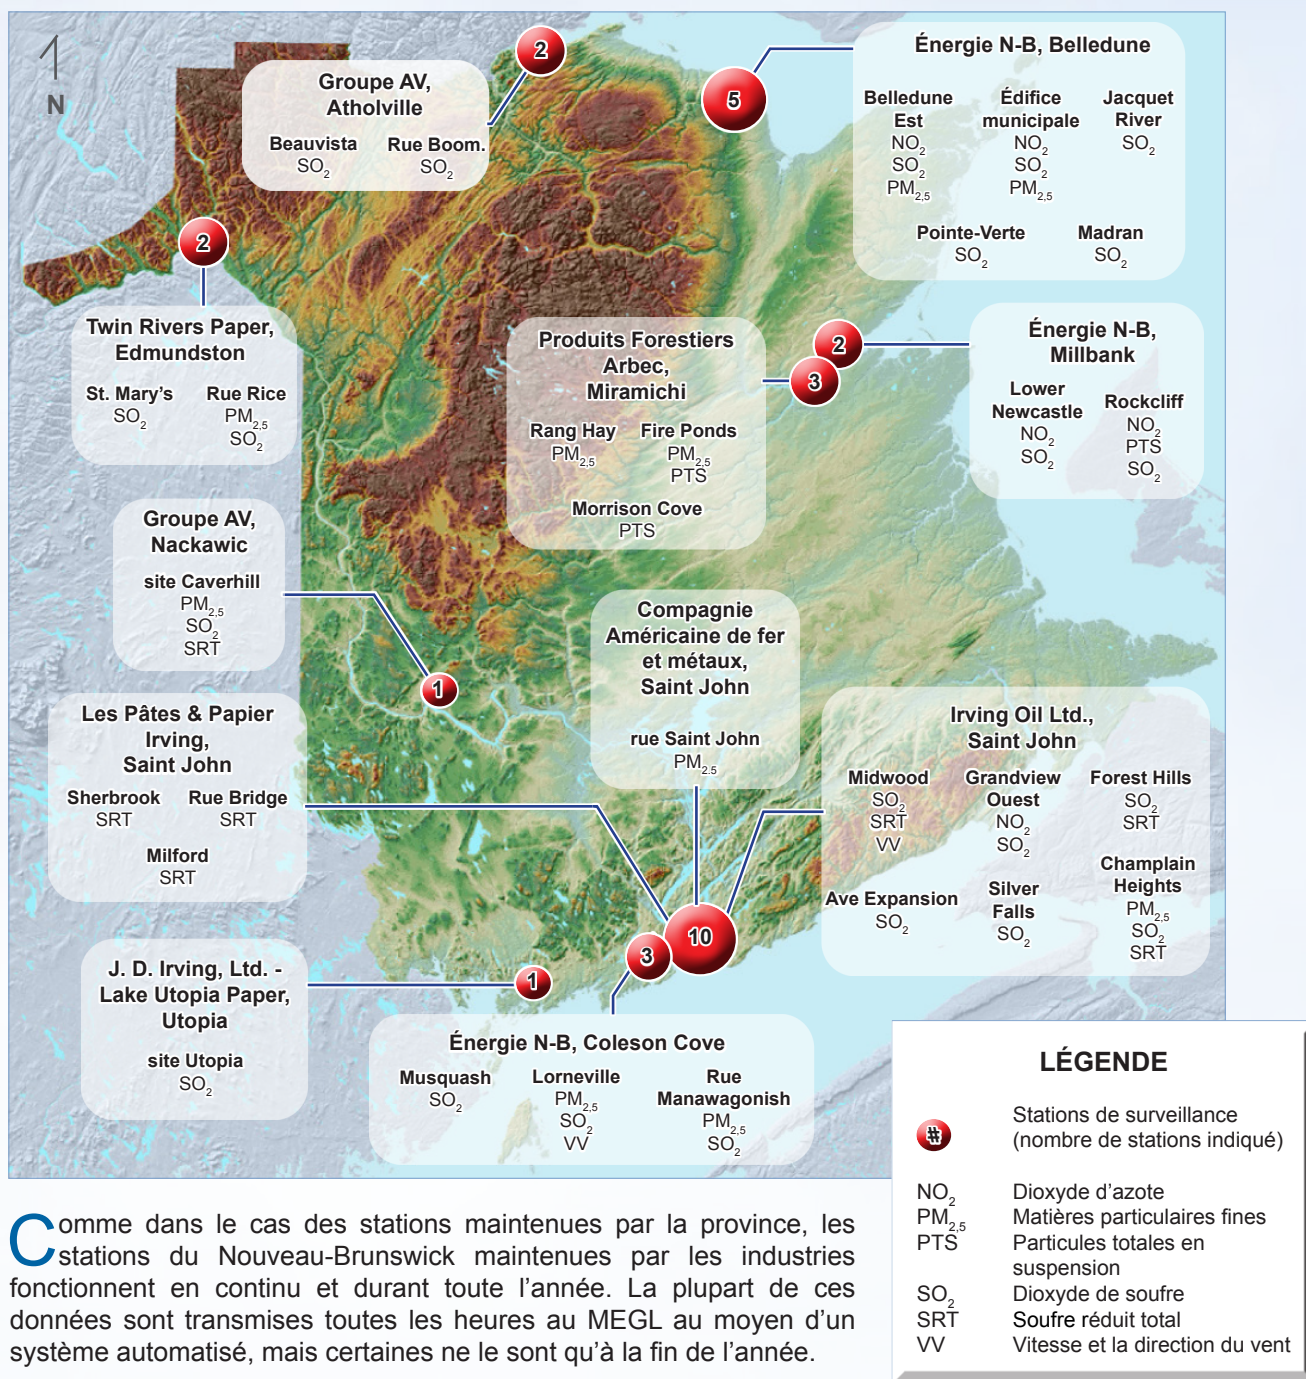 N
Groupe AV,
Atholville
Beauvista
SO2
Rue Boom.
SO2
2
5
Énergie N-B, Belledune
Belledune
Est
NO2
SO2
PM2,5
Édifice
municipale
NO2
SO2
PM2,5
Jacquet
River
SO2
Pointe-Verte
SO2
Madran
SO2
2
Twin Rivers Paper,
Edmundston
St. Mary's
SO2
Rue Rice
PM2,5
SO2
Produits Forestiers
Arbec,
Miramichi
Rang Hay
PM2,5
Fire Ponds
PM2,5
PTS
Morrison Cove
PTS
2
3
Énergie N-B,
Millbank
Lower
Newcastle
NO2
SO2
Rockcliff
NO2
PTS
SO2
Groupe AV,
Nackawic
site Caverhill
PM2,5
SO2
SRT
1
Compagnie
Américaine de fer
et métaux,
Saint John
rue Saint John
PM2.5
Les Pâtes & Papier
Irving,
Saint John
Sherbrook
SRT
Rue Bridge
SRT
Milford
SRT
Irving Oil Ltd.,
Saint John
Midwood
SO2
SRT
VV
Grandview
Ouest
NO2
SO2
Forest Hills
SO2
SRT
Ave Expansion
SO2
Silver
Falls
SO2
Champlain
Heights
PM2,5
SO2
SRT
10
3
1
J. D. Irving, Ltd. -
Lake Utopia Paper,
Utopia
site Utopia
SO2
Énergie N-B, Coleson Cove
Musquash
SO2
Lorneville
PM2,5
SO2
VV
Rue
Manawagonish
PM2,5
SO2
LÉGENDE
# Stations de surveillance
(nombre de stations indiqué)
NO2 Dioxyde d'azote
PM2,5 Matières particulaires fines
PTS Particules totales en
suspension
SO2 Dioxyde de soufre
SRT Soufre réduit total
VV Vitesse et la direction du vent
Comme dans le cas des stations maintenues par la province, les
stations du Nouveau-Brunswick maintenues par les industries
fonctionnent en continu et durant toute l'année. La plupart de ces
données sont transmises toutes les heures au MEGL au moyen d'un
système automatisé, mais certaines ne le sont qu'à la fin de l'année.